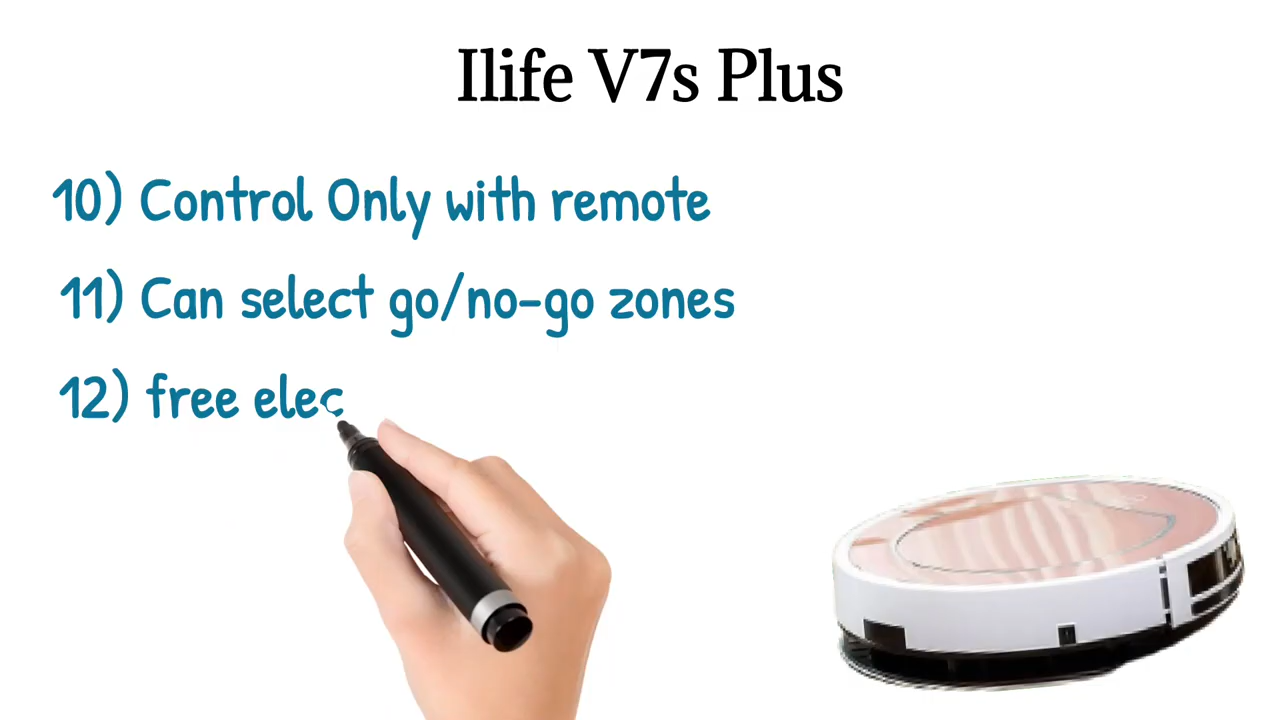 Ilife V7s Plus
10) Control Only with remote
11) Can select go/no-go zones
12) free elec